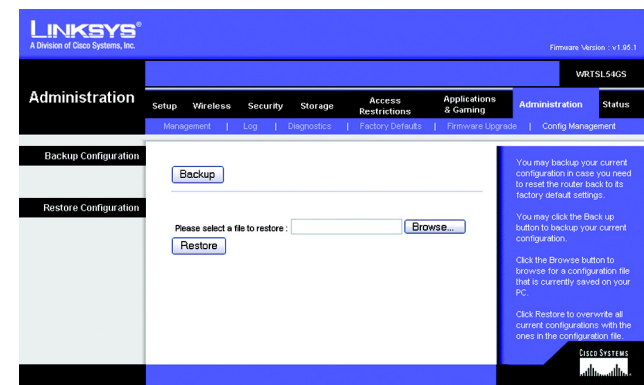 LINKSYS®
A Division of Cisco Systems, Inc.
Firmware Version : v1.95.1
WRTSL54GS
Administration
Setup Wireless Security Storage Access Restrictions Applications & Gaming Administration Status
Management | Log | Diagnostics | Factory Defaults | Firmware Upgrade | Config Management
Backup Configuration
Backup
Restore Configuration
Please select a file to restore :
Browse...
Restore
You may backup your current
configuration in case you need
to reset the router back to its
factory default settings.
You may click the Back up
button to backup your current
configuration.
Click the Browse button to
browse for a configuration file
that is currently saved on your
PC.
Click Restore to overwrite all
current configurations with the
ones in the configuration file.
CISCO SYSTEMS